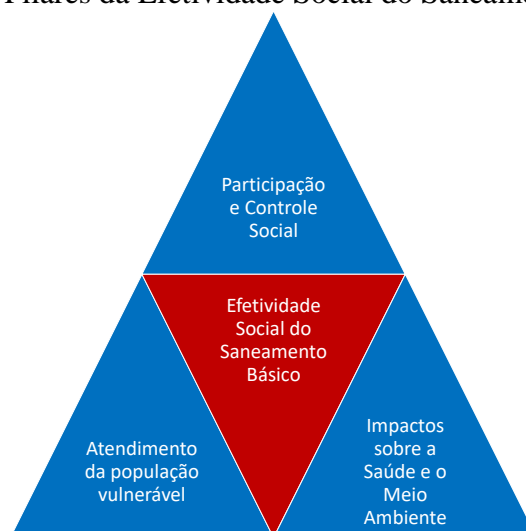 Pilares da Efetividade Social do
Participação
e Controle
Social
Efetividade
Social do
Saneamento
Básico
Atendimento
da população
vulnerável
Impactos
sobre a
Saúde e o
Meio
Ambiente